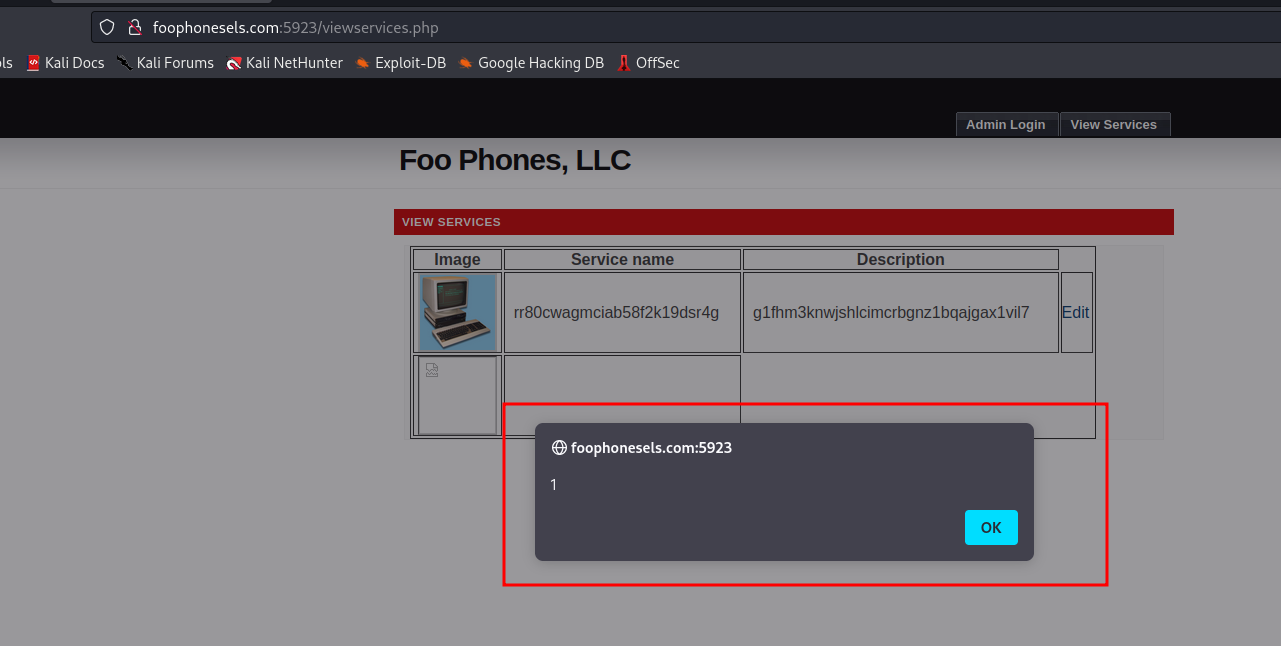 foophonesels.com:5923/viewservices.php
ls Kali Docs Kali Forums Kali NetHunter Exploit-DB Google Hacking DB OffSec
Admin Login View Services
Foo Phones, LLC
VIEW SERVICES
Image Service name Description
rr80cwagmciab58f2k19dsr4g g1fhm3knwjshlcimcrbgnz1bqajgax1vil7 Edit
foophonesels.com:5923
1
OK